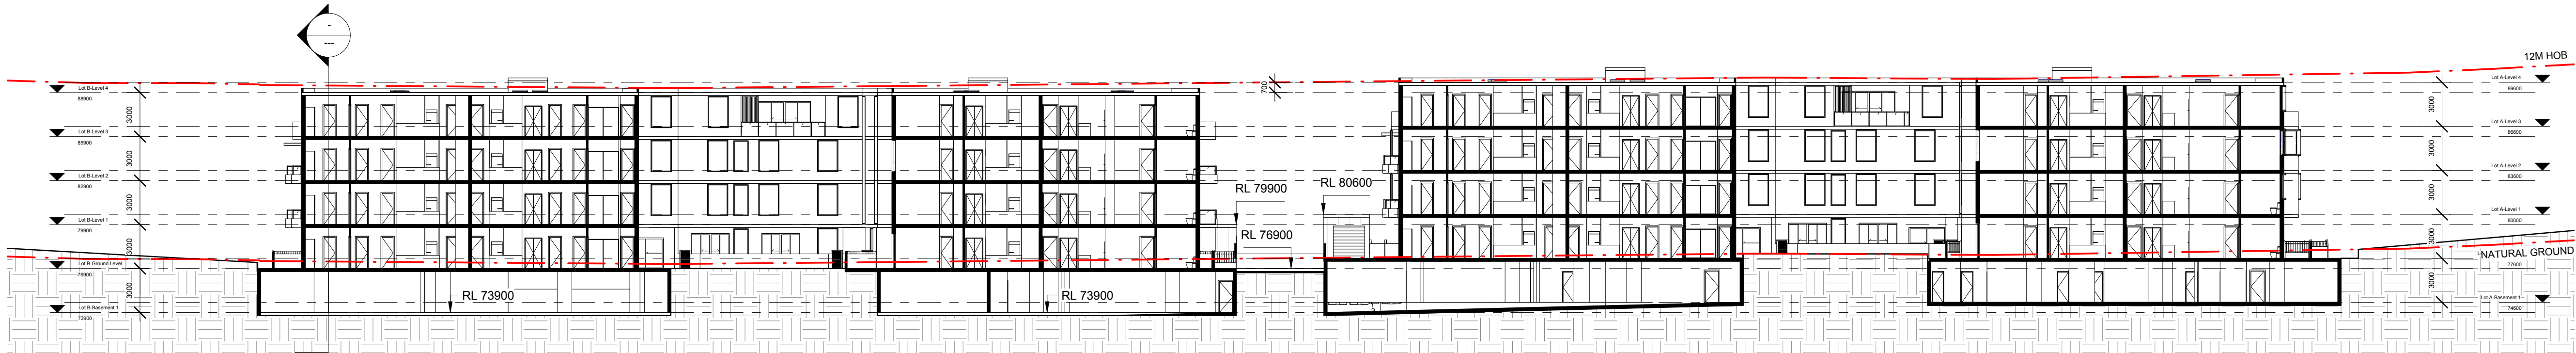 -
---
12M HOB
Lot B-Level 4
88900
3000
Lot B-Level 3
85900
3000
Lot B-Level 2
82900
3000
Lot B-Level 1
79900
3000
Lot B-Ground Level
76900
3000
Lot B-Basement 1
73900
RL 73900
RL 73900
700
RL 79900
RL 76900
RL 80600
Lot A-Level 4
89600
3000
Lot A-Level 3
86600
3000
Lot A-Level 2
83600
3000
Lot A-Level 1
80600
3000
NATURAL GROUND
77600
3000
Lot A-Basement 1
74600